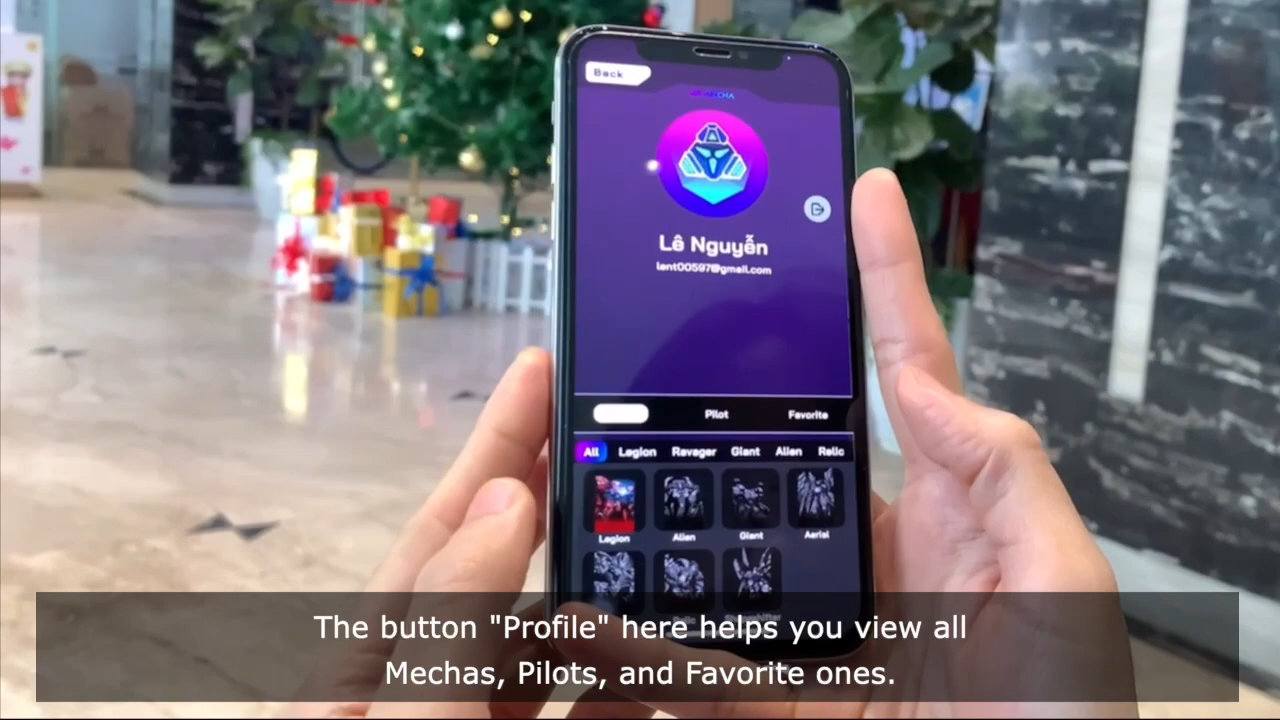 Back
Lê Nguyễn
lent00597@gmail.com
Pilot
Favorite
All
Legion
Ravager
Giant
Alien
Relic
Legion
Alien
Giant
Aerial
The button "Profile" here helps you view all
Mechas, Pilots, and Favorite ones.